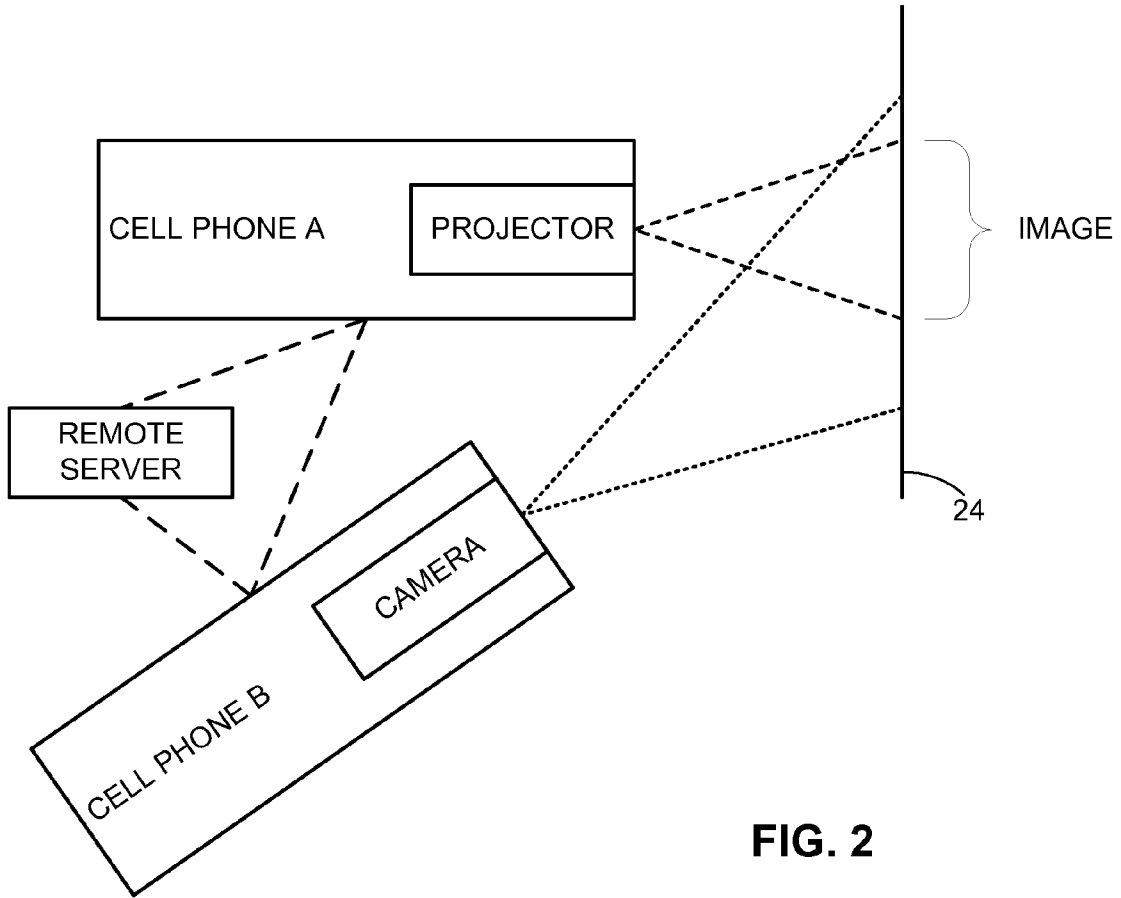 CELL PHONE A
PROJECTOR
IMAGE
REMOTE
SERVER
24
CAMERA
CELL PHONE B
FIG. 2